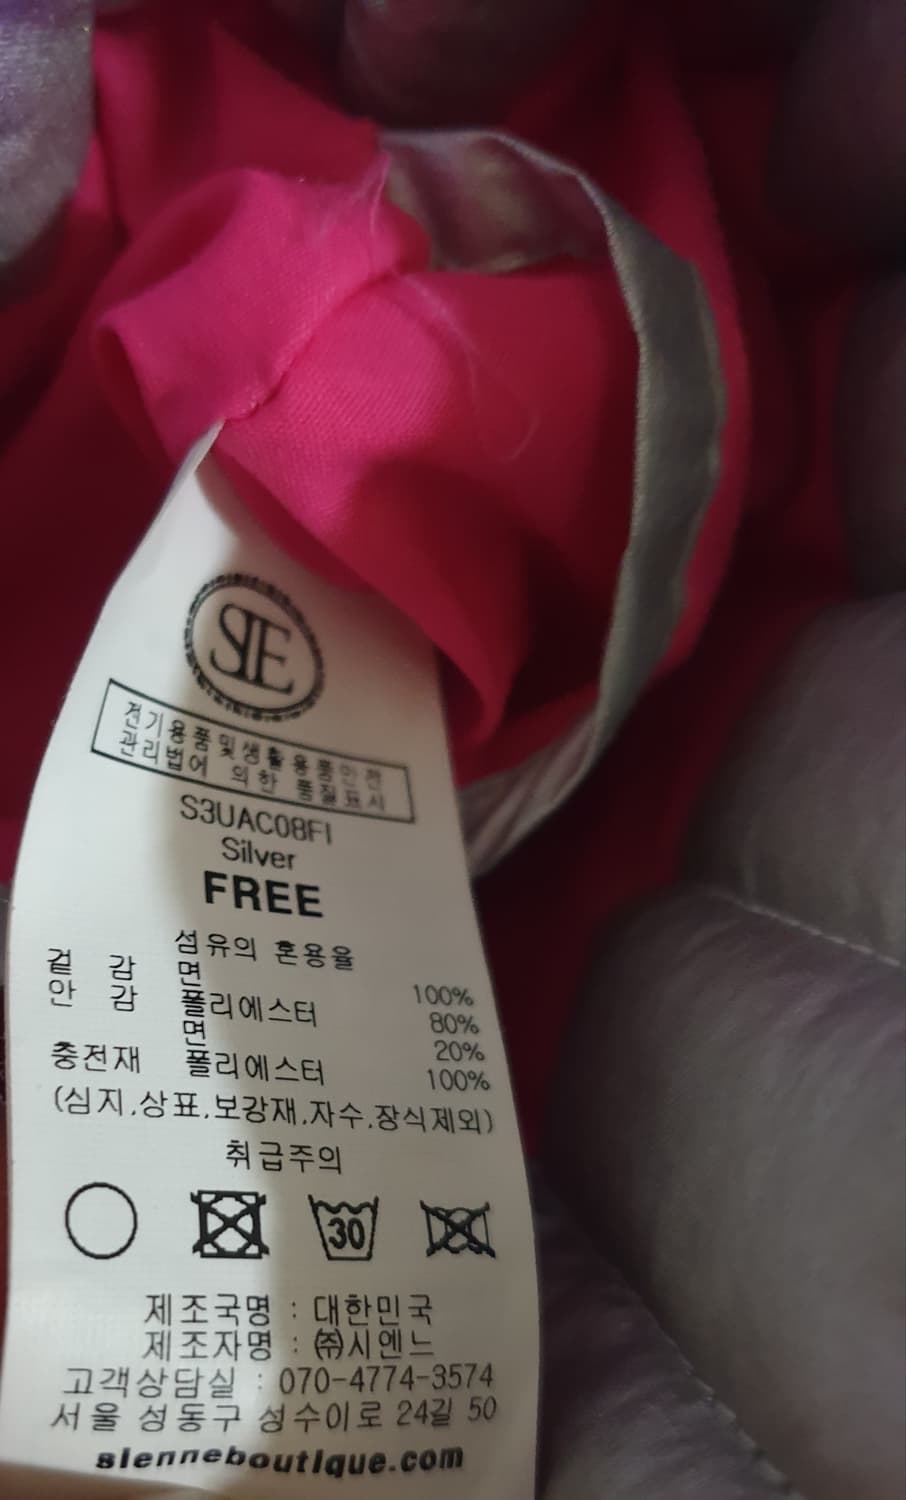 SIE
전기용품및생활용품안전
관리법에 의한 품질표시
S3UAC08FI
Silver
FREE
섬유의 혼용율
겉 감 면 100%
안 감 폴리에스터 80%
면 20%
충전재 폴리에스터 100%
(심지,상표,보강재,자수,장식제외)
취급주의
30
제조국명 : 대한민국
제조자명 : ㈜시엔느
고객상담실 : 070-4774-3574
서울 성동구 성수이로 24길 50
sienneboutique.com